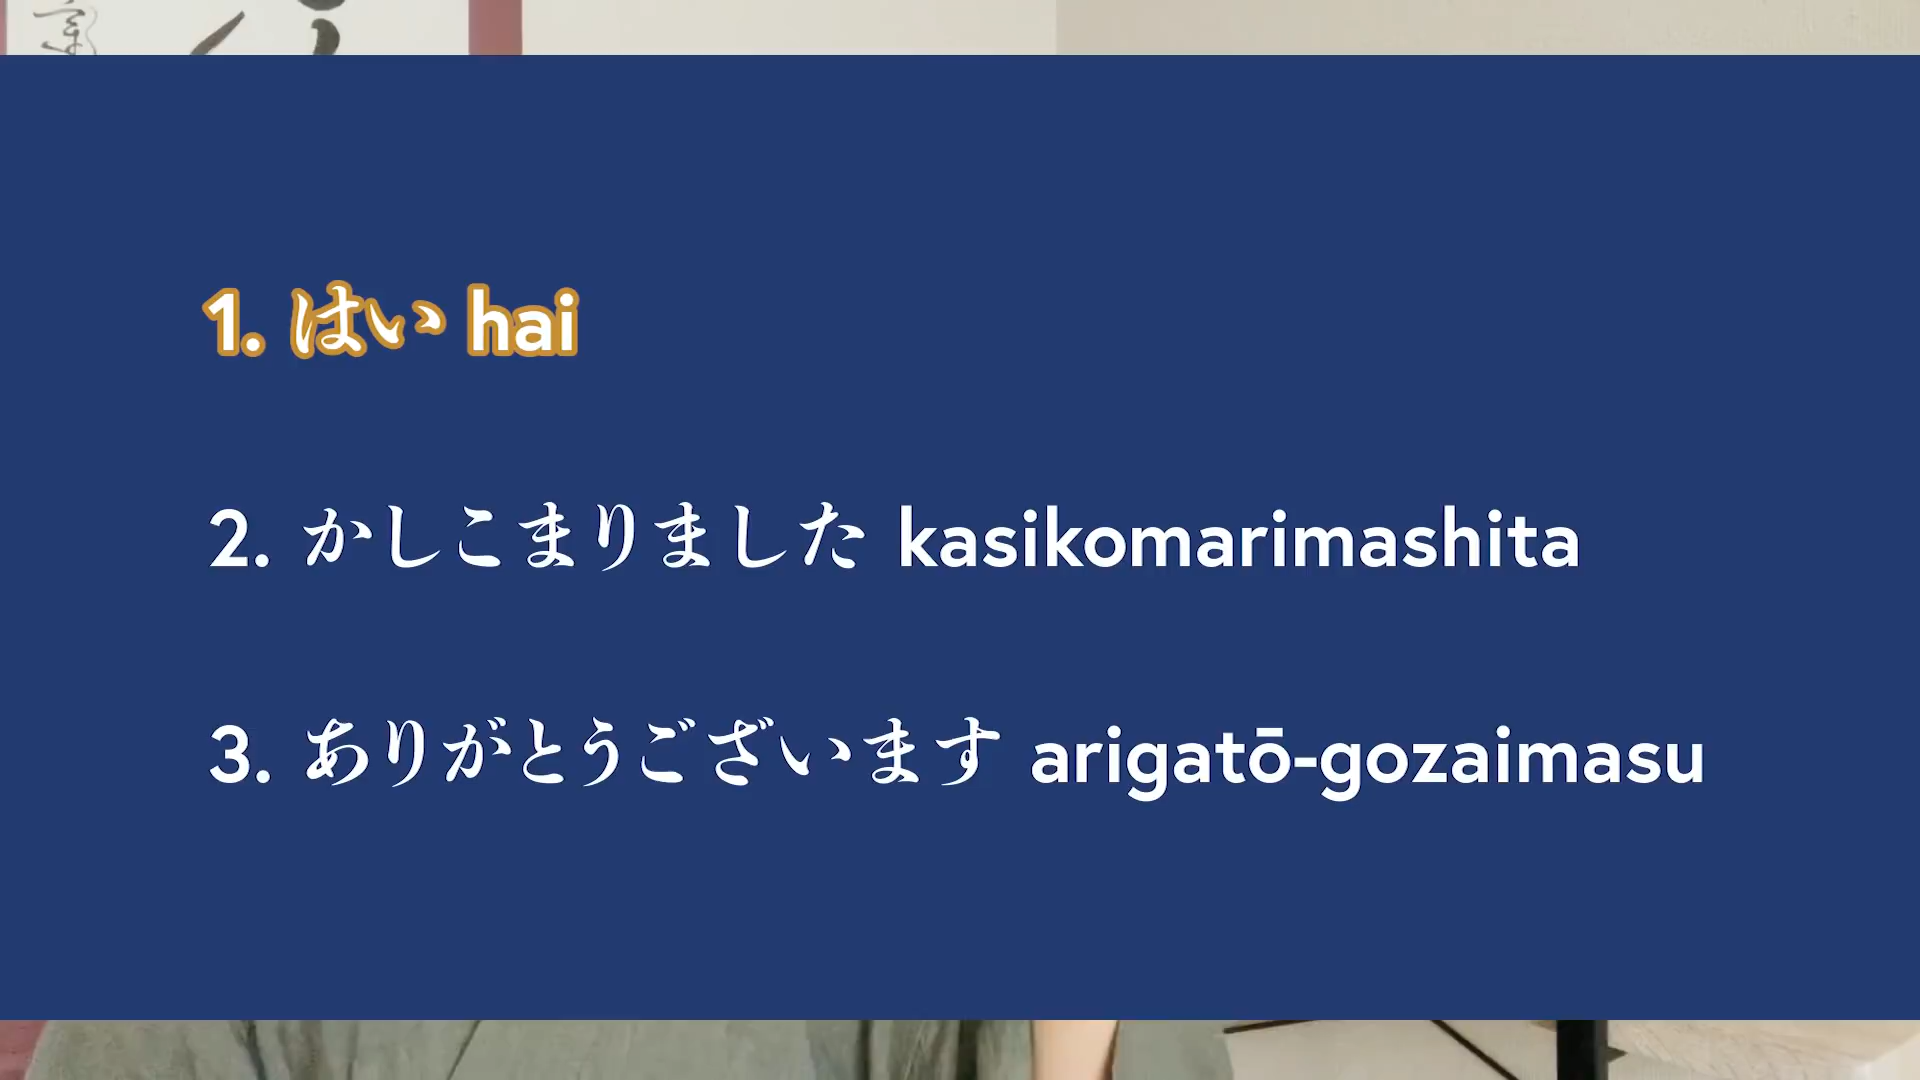 1. はい hai
2. かしこまりました kasikomarimashita
3. ありがとうございます arigatō-gozaimasu